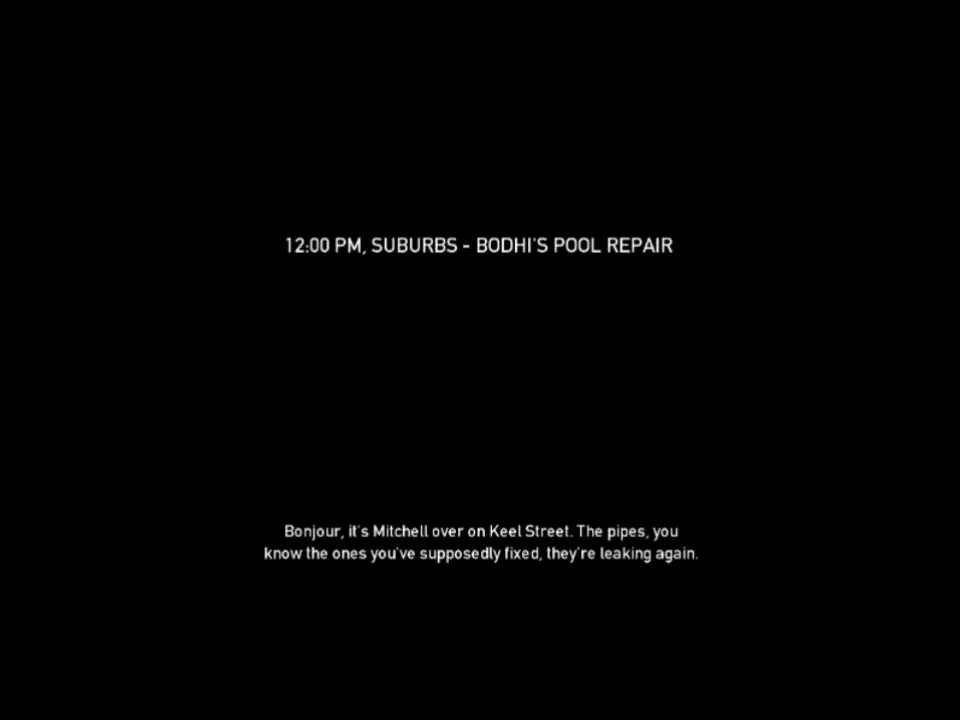 12:00 PM, SUBURBS - BODHI'S POOL REPAIR
Bonjour, it's Mitchell over on Keel Street. The pipes, you
know the ones you've supposedly fixed, they're leaking again.